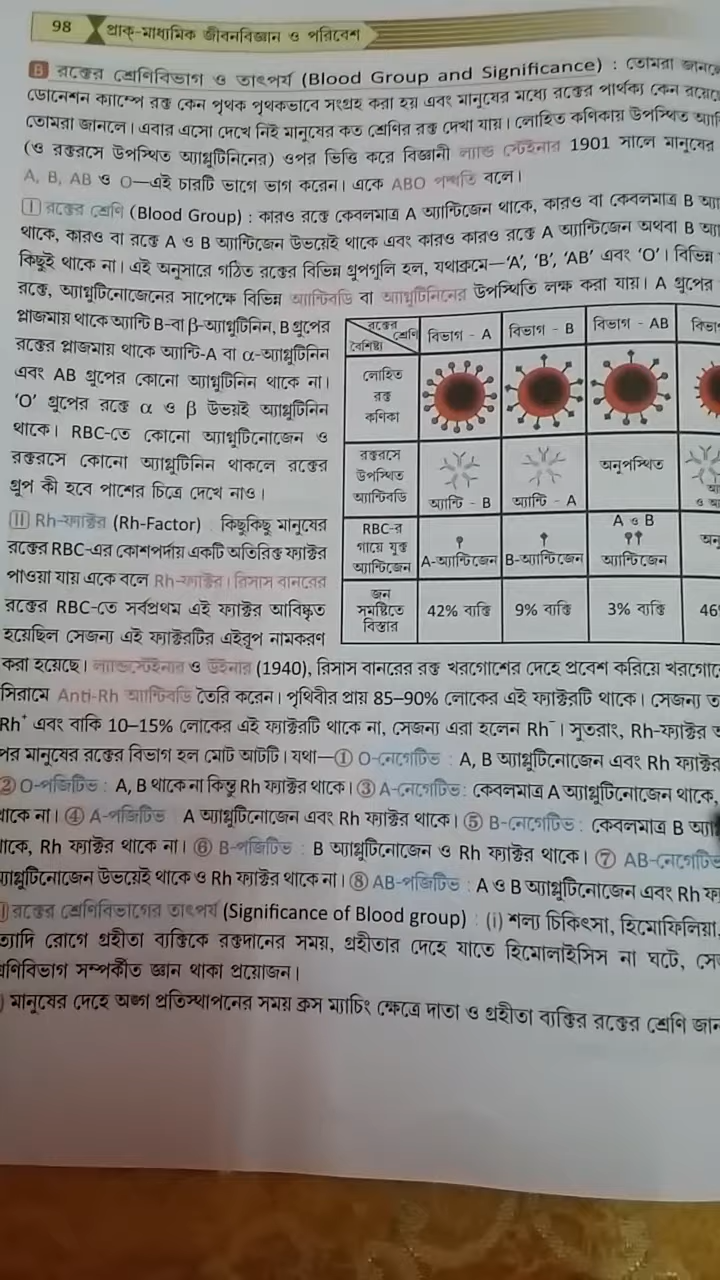 98 প্রাক্-মাধ্যমিক জীবনবিজ্ঞান ও পরিবেশ
B রক্তের শ্রেণিবিভাগ ও তাৎপর্য (Blood Group and Significance) : তোমরা জানলে
ডোনেশন ক্যাম্পে রক্ত কেন পৃথক পৃথকভাবে সংগ্রহ করা হয় এবং মানুষের মধ্যে রক্তের পার্থক্য কেন রয়েছে
তোমরা জানলে। এবার এসো দেখে নিই মানুষের কত শ্রেণির রক্ত দেখা যায়। লোহিত কণিকায় উপস্থিত
(ও রক্তরসে উপস্থিত অ্যাগ্লুটিনিনের) ওপর ভিত্তি করে বিজ্ঞানী ল্যান্ড স্টেইনার 1901 সালে মানুষের
A, B, AB ও O—এই চারটি ভাগে ভাগ করেন। একে ABO পদ্ধতি বলে।
I রক্তের শ্রেণি (Blood Group) : কারও রক্তে কেবলমাত্র A অ্যান্টিজেন থাকে, কারও বা কেবলমাত্র B
থাকে, কারও বা রক্তে A ও B অ্যান্টিজেন উভয়েই থাকে এবং কারও কারও রক্তে A অ্যান্টিজেন অথবা B
কিছুই থাকে না। এই অনুসারে গঠিত রক্তের বিভিন্ন গ্রুপগুলি হল, যথাক্রমে—‘A’, ‘B’, ‘AB’ এবং ‘O’। বিভিন্ন
রক্তে, অ্যাগ্লুটিনোজেনের সাপেক্ষে বিভিন্ন অ্যান্টিবডি বা অ্যাগ্লুটিনিনের উপস্থিতি লক্ষ করা যায়। A গ্রুপের
প্লাজমায় থাকে অ্যান্টি B-বা β-অ্যাগ্লুটিনিন, B গ্রুপের
রক্তের প্লাজমায় থাকে অ্যান্টি-A বা α-অ্যাগ্লুটিনিন
এবং AB গ্রুপের কোনো অ্যাগ্লুটিনিন থাকে না।
‘O’ গ্রুপের রক্তে α ও β উভয়ই অ্যাগ্লুটিনিন
থাকে। RBC-তে কোনো অ্যাগ্লুটিনোজেন ও
রক্তরসে কোনো অ্যাগ্লুটিনিন থাকলে রক্তের
গ্রুপ কী হবে পাশের চিত্রে দেখে নাও।
রক্তের শ্রেণি বৈশিষ্ট্য বিভাগ - A বিভাগ - B বিভাগ - AB
লোহিত
রক্ত
কণিকা
রক্তরসে
উপস্থিত
অ্যান্টিবডি অ্যান্টি - B অ্যান্টি - A অনুপস্থিত
RBC-র
গায়ে যুক্ত
অ্যান্টিজেন A-অ্যান্টিজেন B-অ্যান্টিজেন A ও B অ্যান্টিজেন
জন
সমষ্টিতে
বিস্তার 42% ব্যক্তি 9% ব্যক্তি 3% ব্যক্তি 46
II Rh-ফ্যাক্টর (Rh-Factor) : কিছুকিছু মানুষের
রক্তের RBC-এর কোশপর্দায় একটি অতিরিক্ত ফ্যাক্টর
পাওয়া যায় একে বলে Rh-ফ্যাক্টর। রিসাস বানরের
রক্তের RBC-তে সর্বপ্রথম এই ফ্যাক্টর আবিষ্কৃত
হয়েছিল সেজন্য এই ফ্যাক্টরটির এইরূপ নামকরণ
করা হয়েছে। ল্যান্ডস্টেইনার ও উইনার (1940), রিসাস বানরের রক্ত খরগোশের দেহে প্রবেশ করিয়ে
সিরামে Anti-Rh অ্যান্টিবডি তৈরি করেন। পৃথিবীর প্রায় 85–90% লোকের এই ফ্যাক্টরটি থাকে। সেজন্য
Rh⁺ এবং বাকি 10–15% লোকের এই ফ্যাক্টরটি থাকে না, সেজন্য এরা হলেন Rh⁻। সুতরাং, Rh-ফ্যাক্টর
পর মানুষের রক্তের বিভাগ হল মোট আটটি। যথা—① O-নেগেটিভ : A, B অ্যাগ্লুটিনোজেন এবং Rh ফ্যাক্টর
② O-পজিটিভ : A, B থাকে না কিন্তু Rh ফ্যাক্টর থাকে। ③ A-নেগেটিভ: কেবলমাত্র A অ্যাগ্লুটিনোজেন থাকে,
থাকে না। ④ A-পজিটিভ : A অ্যাগ্লুটিনোজেন এবং Rh ফ্যাক্টর থাকে। ⑤ B-নেগেটিভ : কেবলমাত্র B
থাকে, Rh ফ্যাক্টর থাকে না। ⑥ B-পজিটিভ : B অ্যাগ্লুটিনোজেন ও Rh ফ্যাক্টর থাকে। ⑦ AB-নেগেটিভ
অ্যাগ্লুটিনোজেন উভয়েই থাকে ও Rh ফ্যাক্টর থাকে না। ⑧ AB-পজিটিভ : A ও B অ্যাগ্লুটিনোজেন এবং Rh
রক্তের শ্রেণিবিভাগের তাৎপর্য (Significance of Blood group) : (i) শল্য চিকিৎসা, হিমোফিলিয়া,
ত্যাদি রোগে গ্রহীতা ব্যক্তিকে রক্তদানের সময়, গ্রহীতার দেহে যাতে হিমোলাইসিস না ঘটে,
শ্রেণিবিভাগ সম্পর্কীত জ্ঞান থাকা প্রয়োজন।
) মানুষের দেহে অঙ্গ প্রতিস্থাপনের সময় ক্রস ম্যাচিং ক্ষেত্রে দাতা ও গ্রহীতা ব্যক্তির রক্তের শ্রেণি